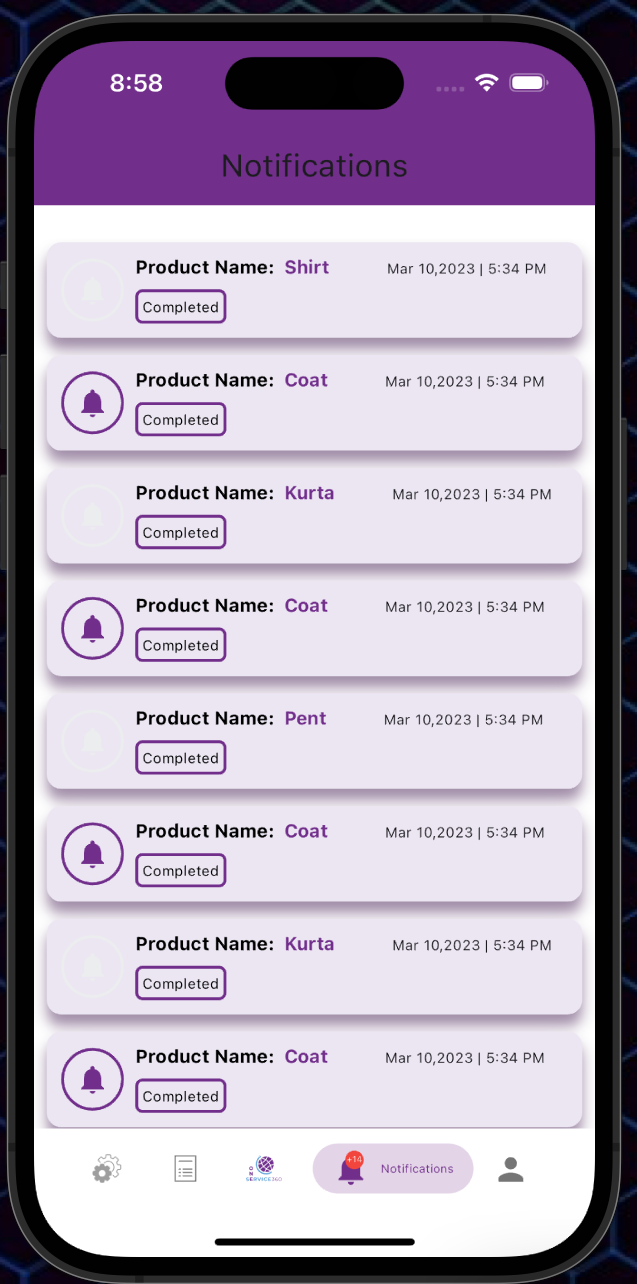 8:58
Notifications
Product Name: Shirt Mar 10,2023 | 5:34 PM
Completed
Product Name: Coat Mar 10,2023 | 5:34 PM
Completed
Product Name: Kurta Mar 10,2023 | 5:34 PM
Completed
Product Name: Coat Mar 10,2023 | 5:34 PM
Completed
Product Name: Pent Mar 10,2023 | 5:34 PM
Completed
Product Name: Coat Mar 10,2023 | 5:34 PM
Completed
Product Name: Kurta Mar 10,2023 | 5:34 PM
Completed
Product Name: Coat Mar 10,2023 | 5:34 PM
Completed
+14
Notifications
SERVICE360